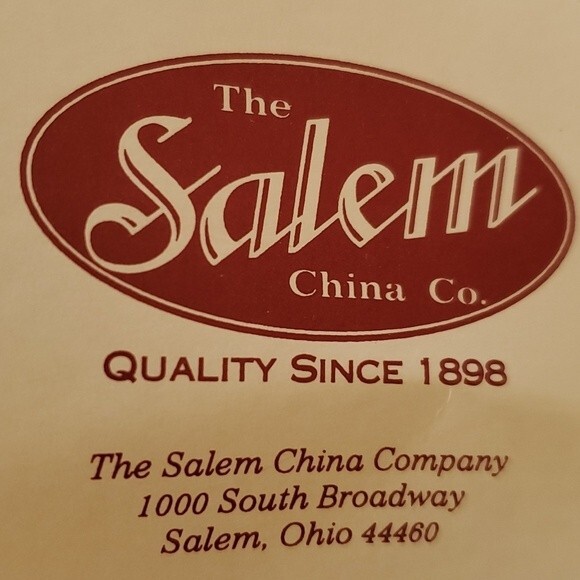 The
Salem
China Co.
QUALITY SINCE 1898
The Salem China Company
1000 South Broadway
Salem, Ohio 44460